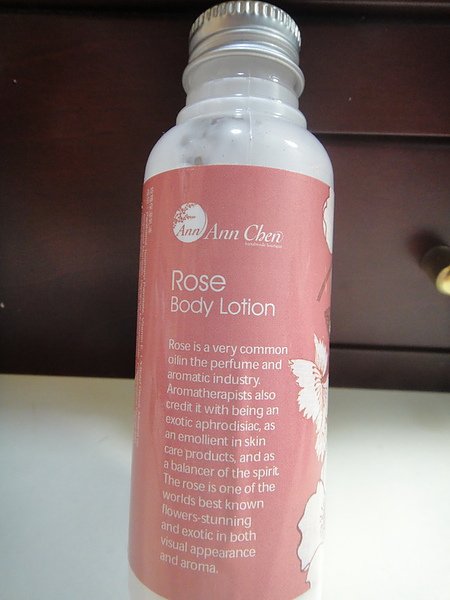 Ann
Ann Chen
Rose
Body Lotion
Rose is a very common
oilin the perfume and
aromatic industry.
Aromatherapists also
credit it with being an
exotic aphrodisiac, as
an emollient in skin
care products, and as
a balancer of the spirit
The rose is one of the
worlds best known
flowers-stunning
and exotic in both
visual appearance
and aroma.